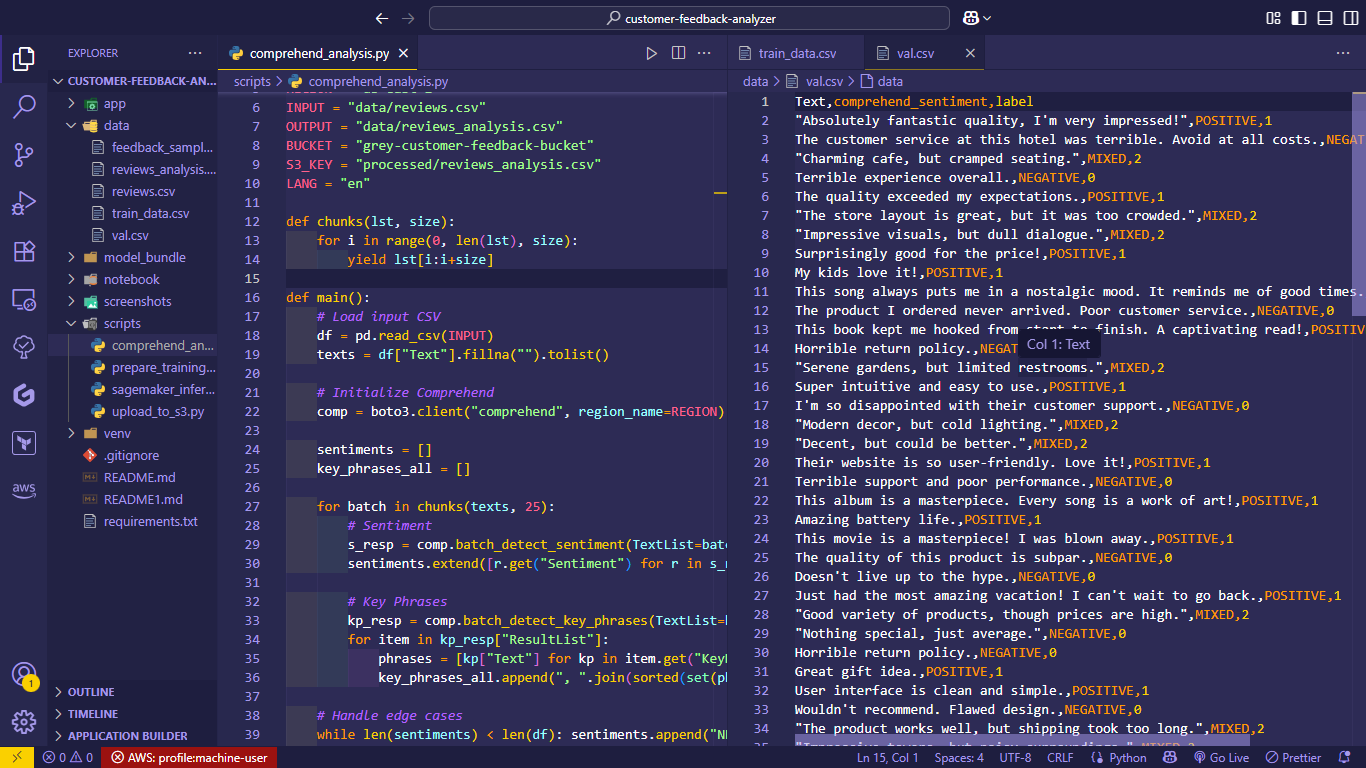 customer-feedback-analyzer
EXPLORER
CUSTOMER-FEEDBACK-AN...
app
data
feedback_sampl...
reviews_analysis....
reviews.csv
train_data.csv
val.csv
model_bundle
notebook
screenshots
scripts
comprehend_an...
prepare_training...
sagemaker_infer...
upload_to_s3.py
venv
.gitignore
README.md
README1.md
requirements.txt
OUTLINE
TIMELINE
APPLICATION BUILDER
aws
1
comprehend_analysis.py
scripts > comprehend_analysis.py
6 INPUT = "data/reviews.csv"
7 OUTPUT = "data/reviews_analysis.csv"
8 BUCKET = "grey-customer-feedback-bucket"
9 S3_KEY = "processed/reviews_analysis.csv"
10 LANG = "en"
11
12 def chunks(lst, size):
13 for i in range(0, len(lst), size):
14 yield lst[i:i+size]
15
16 def main():
17 # Load input CSV
18 df = pd.read_csv(INPUT)
19 texts = df["Text"].fillna("").tolist()
20
21 # Initialize Comprehend
22 comp = boto3.client("comprehend", region_name=REGION)
23
24 sentiments = []
25 key_phrases_all = []
26
27 for batch in chunks(texts, 25):
28 # Sentiment
29 s_resp = comp.batch_detect_sentiment(TextList=batc
30 sentiments.extend([r.get("Sentiment") for r in s_r
31
32 # Key Phrases
33 kp_resp = comp.batch_detect_key_phrases(TextList=b
34 for item in kp_resp["ResultList"]:
35 phrases = [kp["Text"] for kp in item.get("KeyP
36 key_phrases_all.append(", ".join(sorted(set(ph
37
38 # Handle edge cases
39 while len(sentiments) < len(df): sentiments.append("NE
train_data.csv
val.csv
data > val.csv > data
1 Text,comprehend_sentiment,label
2 "Absolutely fantastic quality, I'm very impressed!",POSITIVE,1
3 The customer service at this hotel was terrible. Avoid at all costs.,NEGAT
4 "Charming cafe, but cramped seating.",MIXED,2
5 Terrible experience overall.,NEGATIVE,0
6 The quality exceeded my expectations.,POSITIVE,1
7 "The store layout is great, but it was too crowded.",MIXED,2
8 "Impressive visuals, but dull dialogue.",MIXED,2
9 Surprisingly good for the price!,POSITIVE,1
10 My kids love it!,POSITIVE,1
11 This song always puts me in a nostalgic mood. It reminds me of good times.
12 The product I ordered never arrived. Poor customer service.,NEGATIVE,0
13 This book kept me hooked from start to finish. A captivating read!,POSITIV
Col 1: Text
14 Horrible return policy.,NEGAT
15 "Serene gardens, but limited restrooms.",MIXED,2
16 Super intuitive and easy to use.,POSITIVE,1
17 I'm so disappointed with their customer support.,NEGATIVE,0
18 "Modern decor, but cold lighting.",MIXED,2
19 "Decent, but could be better.",MIXED,2
20 Their website is so user-friendly. Love it!,POSITIVE,1
21 Terrible support and poor performance.,NEGATIVE,0
22 This album is a masterpiece. Every song is a work of art!,POSITIVE,1
23 Amazing battery life.,POSITIVE,1
24 This movie is a masterpiece! I was blown away.,POSITIVE,1
25 The quality of this product is subpar.,NEGATIVE,0
26 Doesn't live up to the hype.,NEGATIVE,0
27 Just had the most amazing vacation! I can't wait to go back.,POSITIVE,1
28 "Good variety of products, though prices are high.",MIXED,2
29 "Nothing special, just average.",NEGATIVE,0
30 Horrible return policy.,NEGATIVE,0
31 Great gift idea.,POSITIVE,1
32 User interface is clean and simple.,POSITIVE,1
33 Wouldn't recommend. Flawed design.,NEGATIVE,0
34 "The product works well, but shipping took too long.",MIXED,2
0 0
AWS: profile:machine-user
Ln 15, Col 1
Spaces: 4
UTF-8
CRLF
Python
Go Live
Prettier